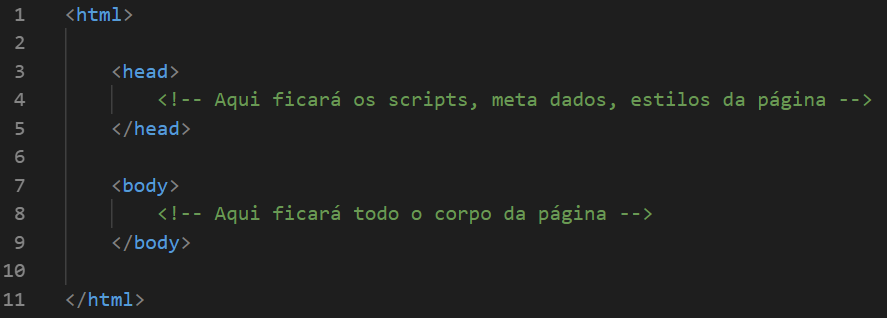 1 <html>
2
3 <head>
4 <!-- Aqui ficará os scripts, meta dados, estilos da página -->
5 </head>
6
7 <body>
8 <!-- Aqui ficará todo o corpo da página -->
9 </body>
10
11 </html>